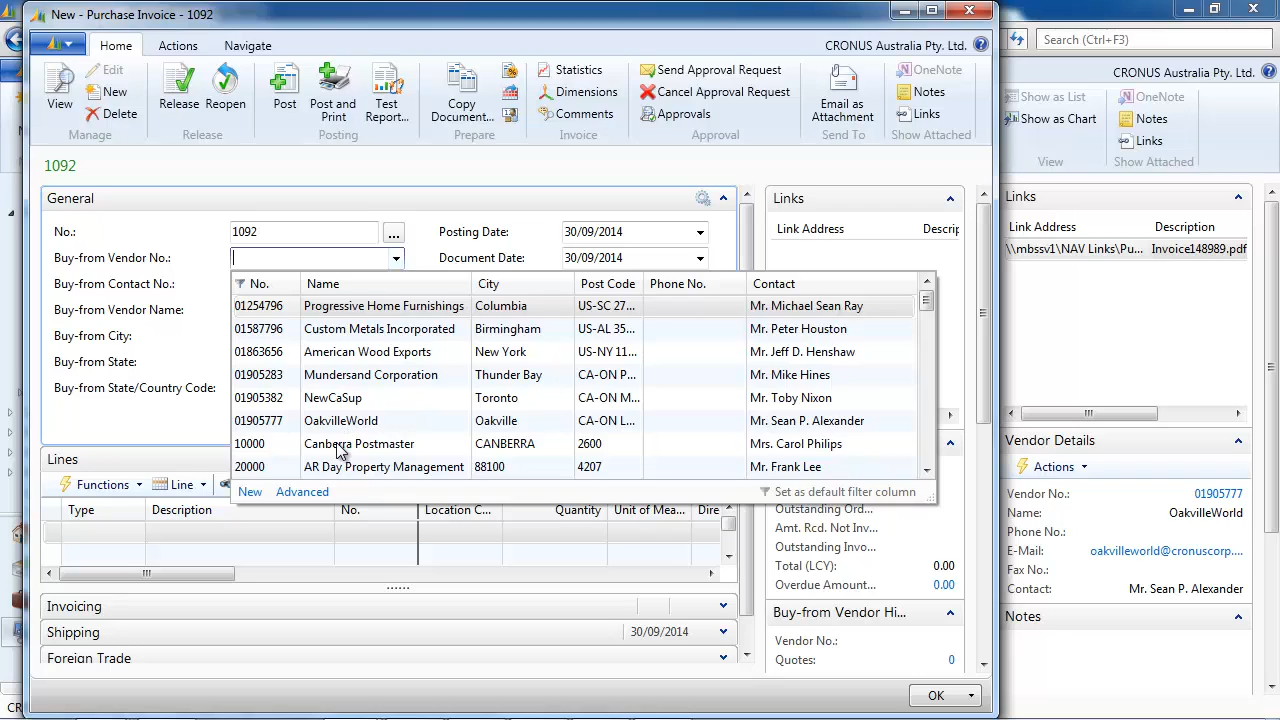 New - Purchase Invoice - 1092
Home Actions Navigate CRONUS Australia Pty. Ltd.
Search (Ctrl+F3)
CRONUS Australia Pty. Ltd.
View Edit New Delete Manage
Release Reopen Release
Post Post and Print Test Report... Posting
Copy Document... Prepare
Statistics Dimensions Comments Invoice
Send Approval Request Cancel Approval Request Approvals Approval
Email as Attachment Send To
OneNote Notes Links Show Attached
Show as List Show as Chart View
OneNote Notes Links Show Attached
1092
General
No.: 1092 ... Posting Date: 30/09/2014
Buy-from Vendor No.: Document Date: 30/09/2014
Buy-from Contact No.:
Buy-from Vendor Name:
Buy-from City:
Buy-from State:
Buy-from State/Country Code:
No. Name City Post Code Phone No. Contact
01254796 Progressive Home Furnishings Columbia US-SC 27... Mr. Michael Sean Ray
01587796 Custom Metals Incorporated Birmingham US-AL 35... Mr. Peter Houston
01863656 American Wood Exports New York US-NY 11... Mr. Jeff D. Henshaw
01905283 Mundersand Corporation Thunder Bay CA-ON P... Mr. Mike Hines
01905382 NewCaSup Toronto CA-ON M... Mr. Toby Nixon
01905777 OakvilleWorld Oakville CA-ON L... Mr. Sean P. Alexander
10000 Canberra Postmaster CANBERRA 2600 Mrs. Carol Philips
20000 AR Day Property Management 88100 4207 Mr. Frank Lee
New Advanced Set as default filter column
Lines
Functions Line
Type Description No. Location C... Quantity Unit of Mea... Dire
Invoicing
Shipping 30/09/2014
Foreign Trade
Links
Link Address Descrip
Outstanding Ord...
Amt. Rcd. Not Inv...
Outstanding Invo...
Total (LCY): 0.00
Overdue Amount... 0.00
Buy-from Vendor Hi...
Vendor No.:
Quotes: 0
OK
Links
Link Address Description
\\mbssv1\NAV Links\Pu... Invoice148989.pdf
Vendor Details
Actions
Vendor No.: 01905777
Name: OakvilleWorld
Phone No.:
E-Mail: oakvilleworld@cronuscorp....
Fax No.:
Contact: Mr. Sean P. Alexander
Notes